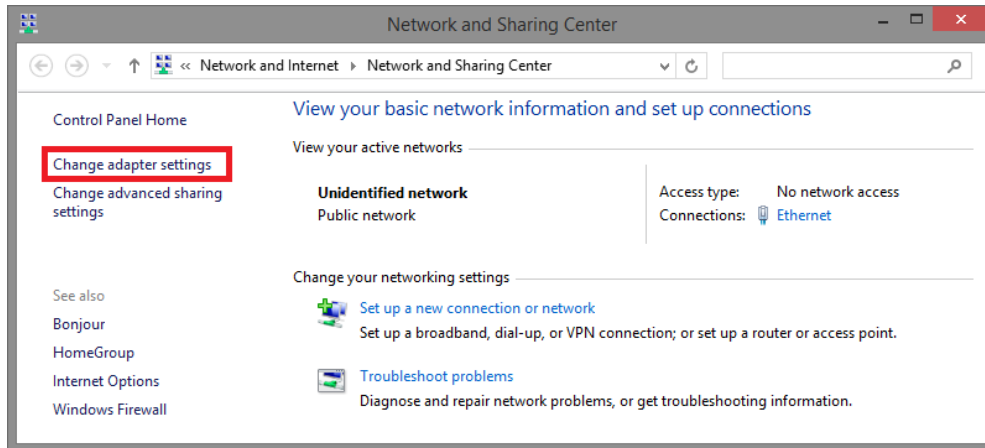 Network and Sharing Center
« Network and Internet ▸ Network and Sharing Center
Control Panel Home
Change adapter settings
Change advanced sharing
settings
See also
Bonjour
HomeGroup
Internet Options
Windows Firewall
View your basic network information and set up connections
View your active networks
Unidentified network
Public network
Access type: No network access
Connections: Ethernet
Change your networking settings
Set up a new connection or network
Set up a broadband, dial-up, or VPN connection; or set up a router or access point.
Troubleshoot problems
Diagnose and repair network problems, or get troubleshooting information.